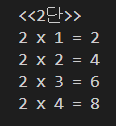 <<2단>>
2 x 1 = 2
2 x 2 = 4
2 x 3 = 6
2 x 4 = 8